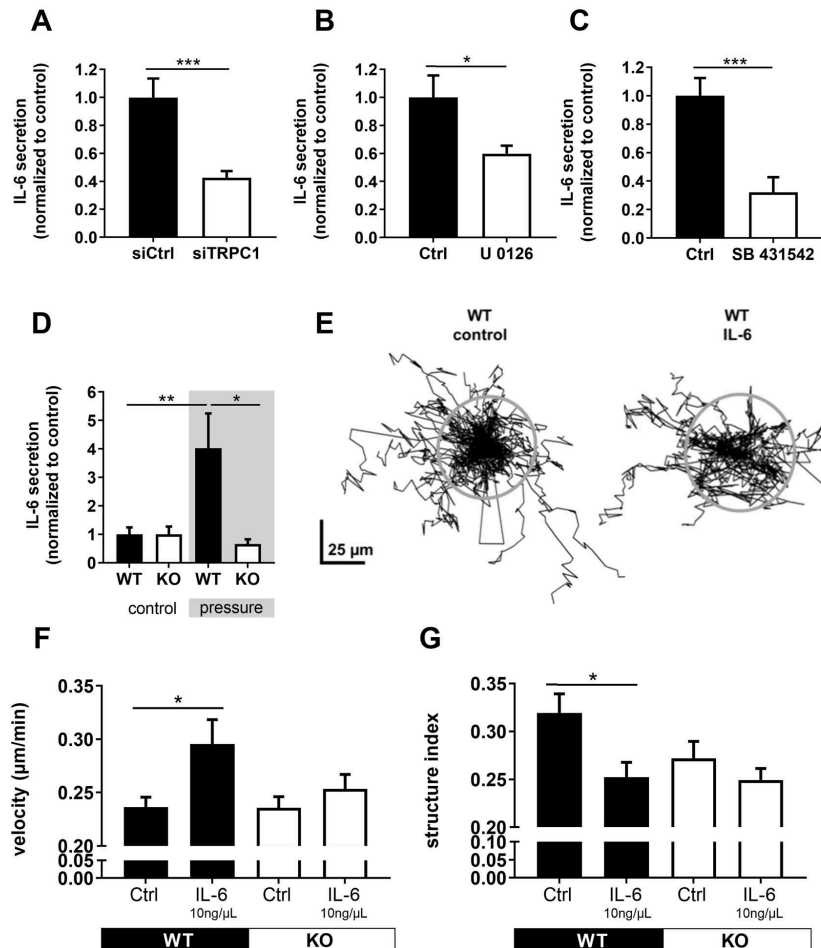 A
IL-6 secretion
(normalized to control)
1.2
1.0
0.8
0.6
0.4
0.2
0.0
***
siCtrl siTRPC1
B
IL-6 secretion
(normalized to control)
1.2
1.0
0.8
0.6
0.4
0.2
0.0
*
Ctrl U 0126
C
IL-6 secretion
(normalized to control)
1.2
1.0
0.8
0.6
0.4
0.2
0.0
***
Ctrl SB 431542
D
IL-6 secretion
(normalized to control)
6
5
4
3
2
1
0
** *
WT KO WT KO
control pressure
E
WT
control
WT
IL-6
25 µm
F
velocity (µm/min)
0.35
0.30
0.25
0.20
0.05
0.00
*
Ctrl IL-6 Ctrl IL-6
10ng/µL 10ng/µL
WT KO
G
structure index
0.35
0.30
0.25
0.20
0.10
0.05
0.00
*
Ctrl IL-6 Ctrl IL-6
10ng/µL 10ng/µL
WT KO